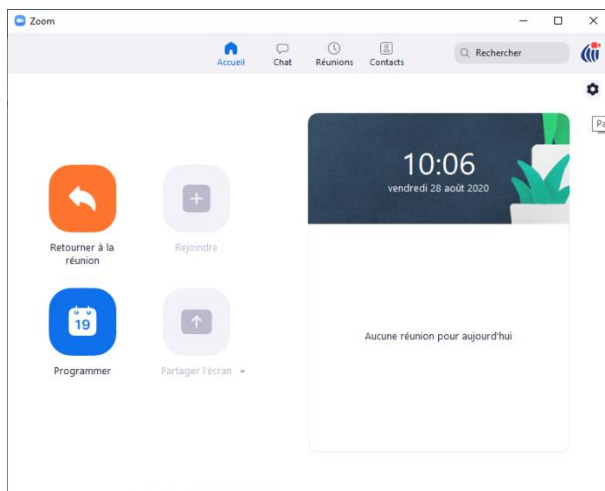 Zoom
Accueil
Chat
Réunions
Contacts
Rechercher
10:06
vendredi 28 août 2020
Retourner à la
réunion
Rejoindre
19
Programmer
Partager l'écran
Aucune réunion pour aujourd'hui